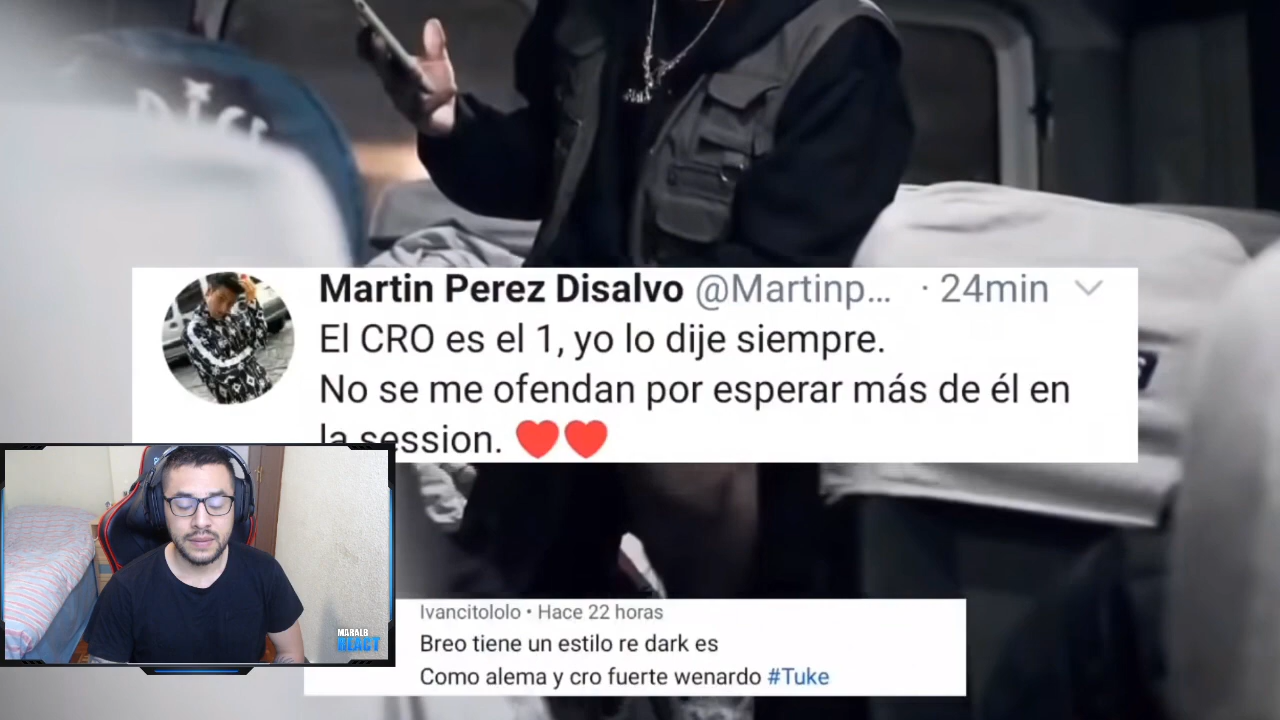 Martin Perez Disalvo @Martinp... · 24min
El CRO es el 1, yo lo dije siempre.
No se me ofendan por esperar más de él en
la session. ❤️❤️
Ivancitololo • Hace 22 horas
Breo tiene un estilo re dark es
Como alema y cro fuerte wenardo #Tuke
MARALB
REACT